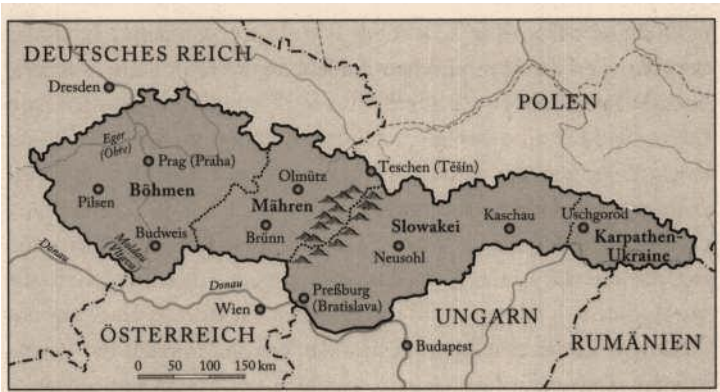 DEUTSCHES REICH
Dresden
POLEN
Eger
(Ohre)
Prag (Praha)
Teschen (Těšín)
Olmütz
Pilsen
Böhmen
Mähren
Slowakei
Kaschau
Uschgorod
Budweis
Brünn
Karpathen-
Ukraine
Neusohl
Moldau
(Vltava)
Donau
Donau
Preßburg
(Bratislava)
Wien
UNGARN
ÖSTERREICH
Budapest
RUMÄNIEN
0 50 100 150 km